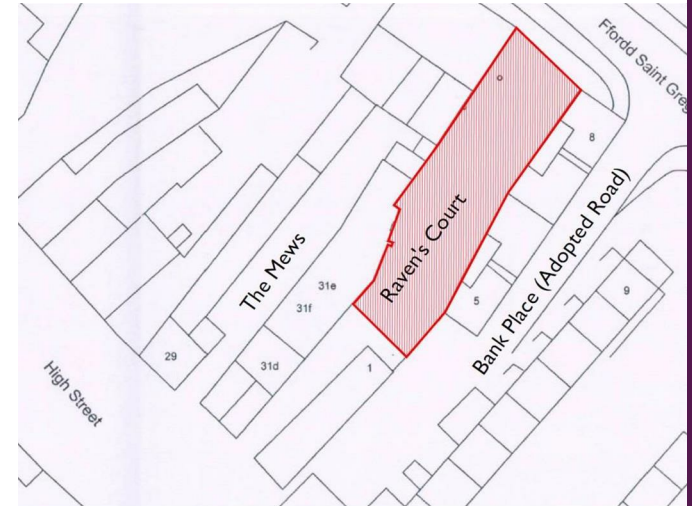 Ffordd Saint Greg
8
Bank Place (Adopted Road)
Raven's Court
The Mews
31e
31f
5
9
29
31d
1
High Street